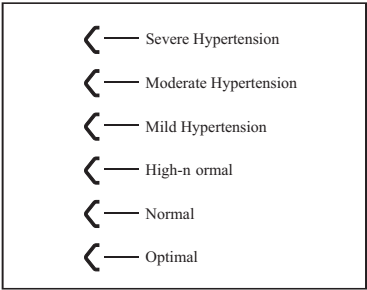 Severe Hypertension
Moderate Hypertension
Mild Hypertension
High-n ormal
Normal
Optimal